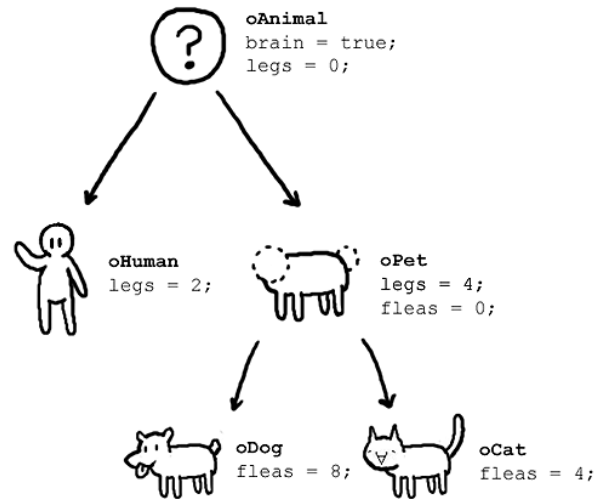 ?
oAnimal
brain = true;
legs = 0;
oHuman
legs = 2;
oPet
legs = 4;
fleas = 0;
oDog
fleas = 8;
oCat
fleas = 4;